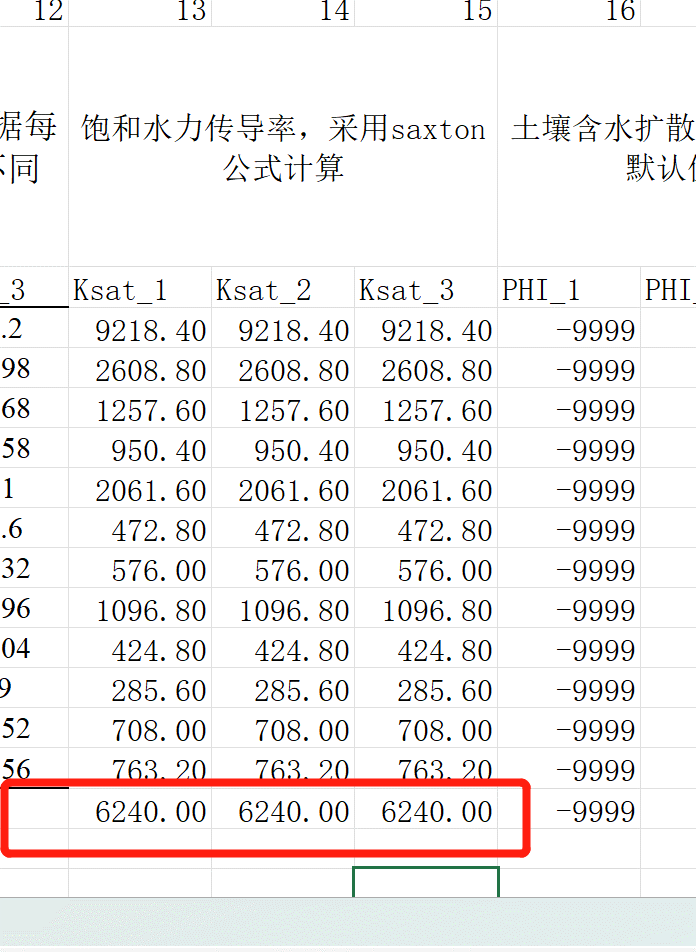 12 13 14 15 16
据每 饱和水力传导率，采用saxton 土壤含水扩散
不同 公式计算 默认
_3 Ksat_1 Ksat_2 Ksat_3 PHI_1 PHI_
.2 9218.40 9218.40 9218.40 -9999
98 2608.80 2608.80 2608.80 -9999
68 1257.60 1257.60 1257.60 -9999
58 950.40 950.40 950.40 -9999
1 2061.60 2061.60 2061.60 -9999
.6 472.80 472.80 472.80 -9999
32 576.00 576.00 576.00 -9999
96 1096.80 1096.80 1096.80 -9999
04 424.80 424.80 424.80 -9999
9 285.60 285.60 285.60 -9999
52 708.00 708.00 708.00 -9999
56 763.20 763.20 763.20 -9999
6240.00 6240.00 6240.00 -9999